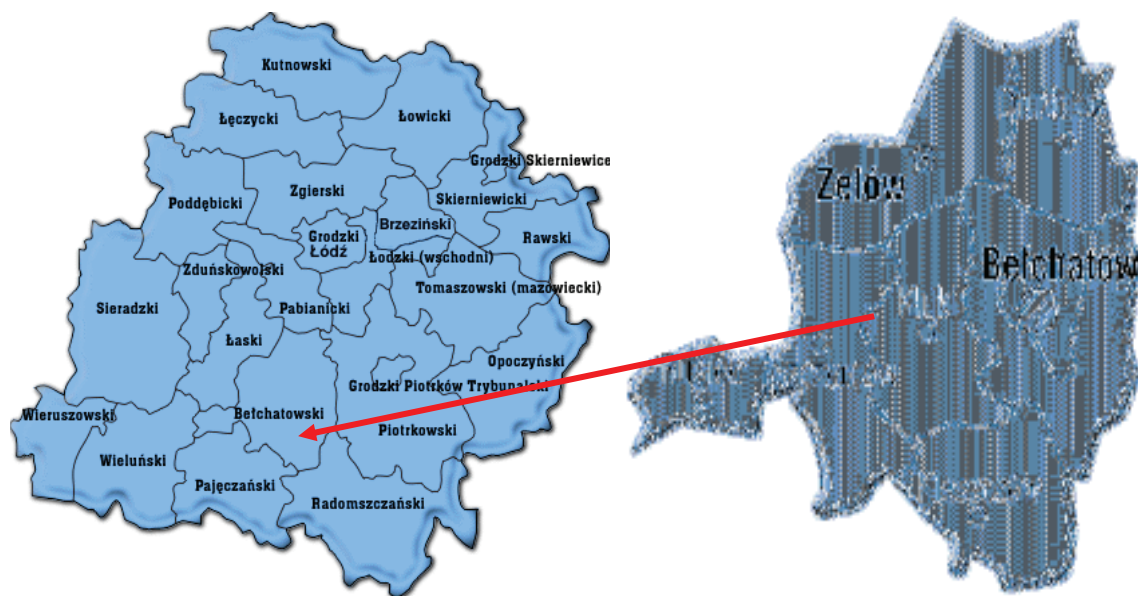 Kutnowski
Łęczycki
Łowicki
Grodzki Skierniewice
Zgierski
Skierniewicki
Poddębicki
Brzeziński
Grodzki
Łódź
Rawski
Łodzki (wschodni)
Zduńskowolski
Tomaszowski (mazowiecki)
Sieradzki
Pabianicki
Łaski
Opoczyński
Grodzki Piotrków Trybunalski
Wieruszowski
Bełchatowski
Piotrkowski
Wieluński
Pajęczański
Radomszczański
Zelów
Bełchatow